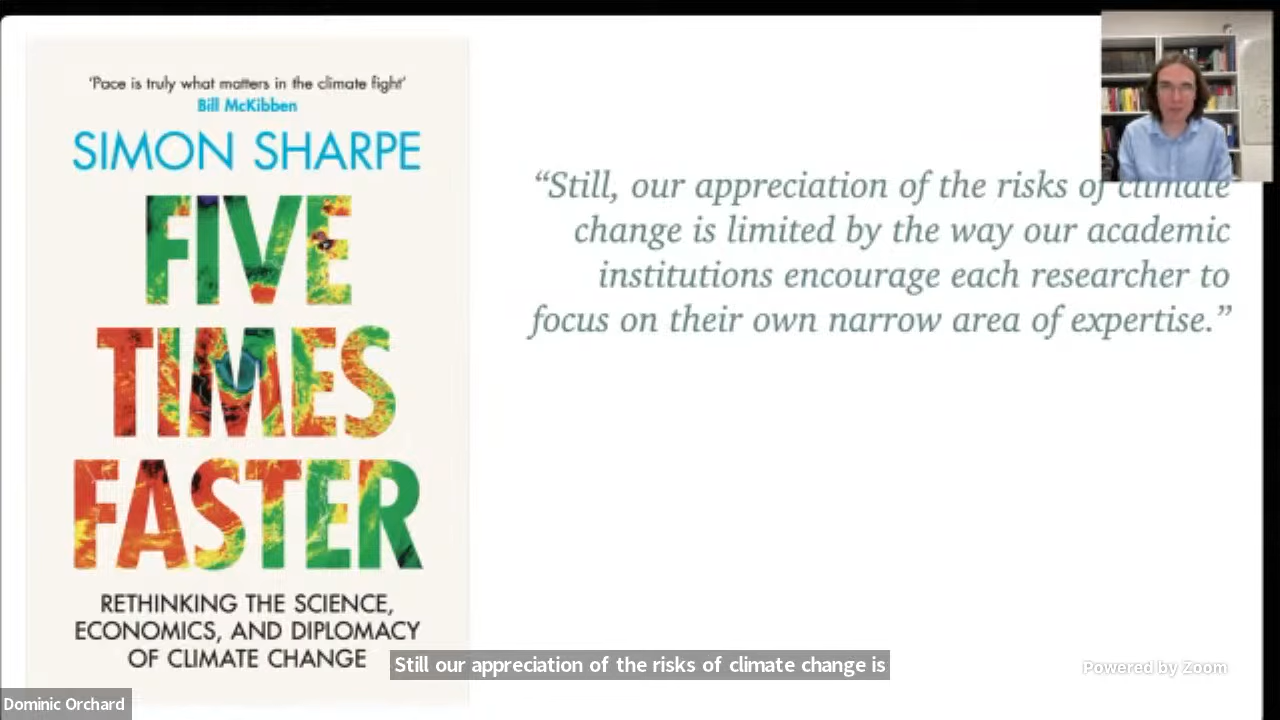 'Pace is truly what matters in the climate fight'
Bill McKibben
SIMON SHARPE
FIVE
TIMES
FASTER
RETHINKING THE SCIENCE,
ECONOMICS, AND DIPLOMACY
OF CLIMATE CHANGE
“Still, our appreciation of the risks of climate
change is limited by the way our academic
institutions encourage each researcher to
focus on their own narrow area of expertise.”
Still our appreciation of the risks of climate change is
Powered by Zoom
Dominic Orchard